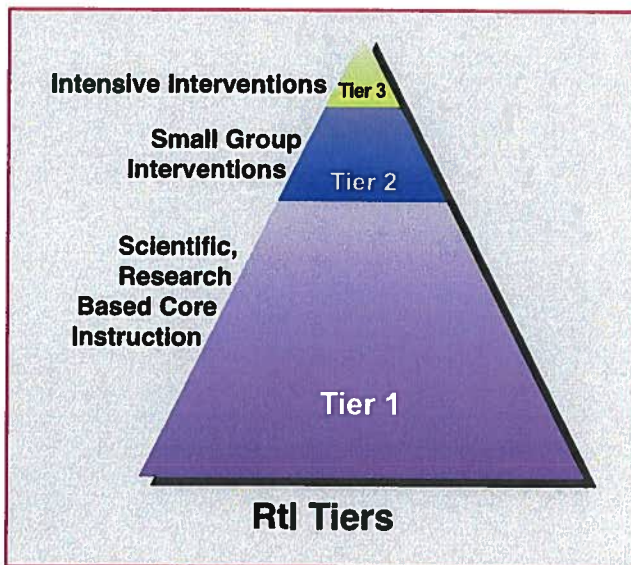 Intensive Interventions
Tier 3
Small Group
Interventions
Tier 2
Scientific,
Research
Based Core
Instruction
Tier 1
RtI Tiers